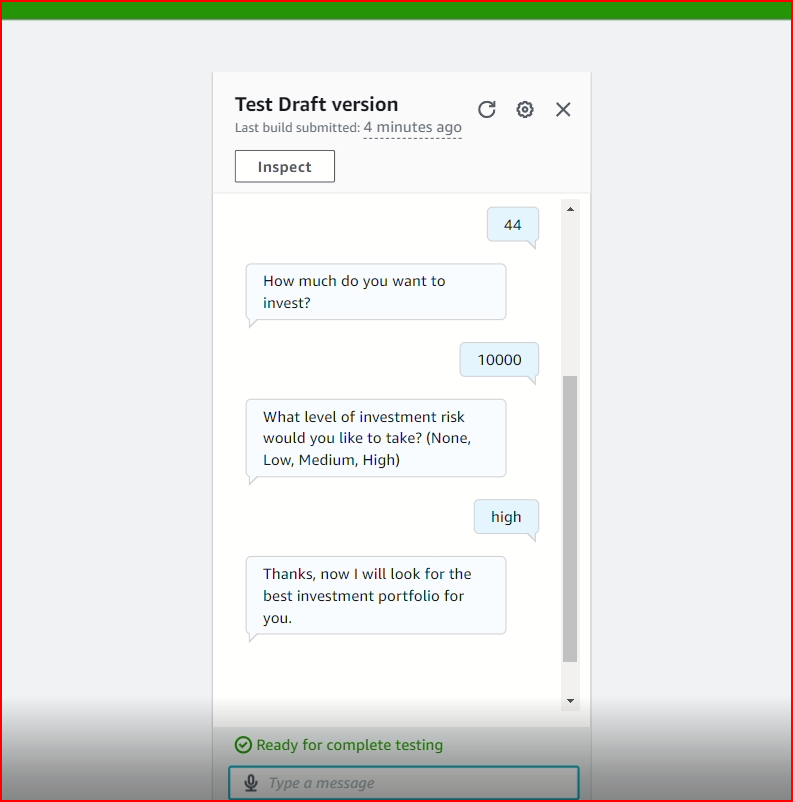 Test Draft version
Last build submitted: 4 minutes ago
Inspect
44
How much do you want to
invest?
10000
What level of investment risk
would you like to take? (None,
Low, Medium, High)
high
Thanks, now I will look for the
best investment portfolio for
you.
Ready for complete testing
Type a message